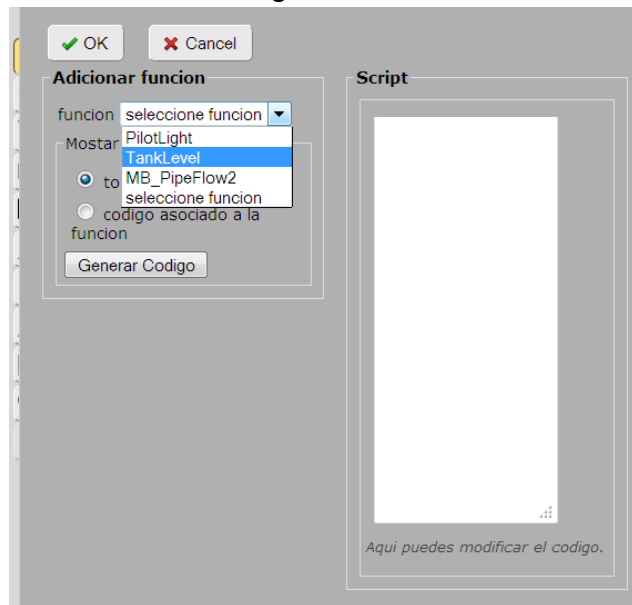 OK
Cancel
Adicionar funcion
funcion seleccione funcion
Mostar
PilotLight
TankLevel
to
MB_PipeFlow2
seleccione funcion
codigo asociado a la
funcion
Generar Codigo
Script
Aqui puedes modificar el codigo.